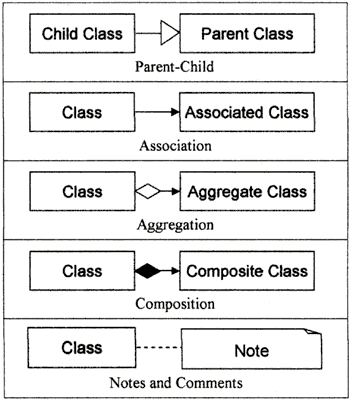 Child Class Parent Class
Parent-Child
Class Associated Class
Association
Class Aggregate Class
Aggregation
Class Composite Class
Composition
Class Note
Notes and Comments